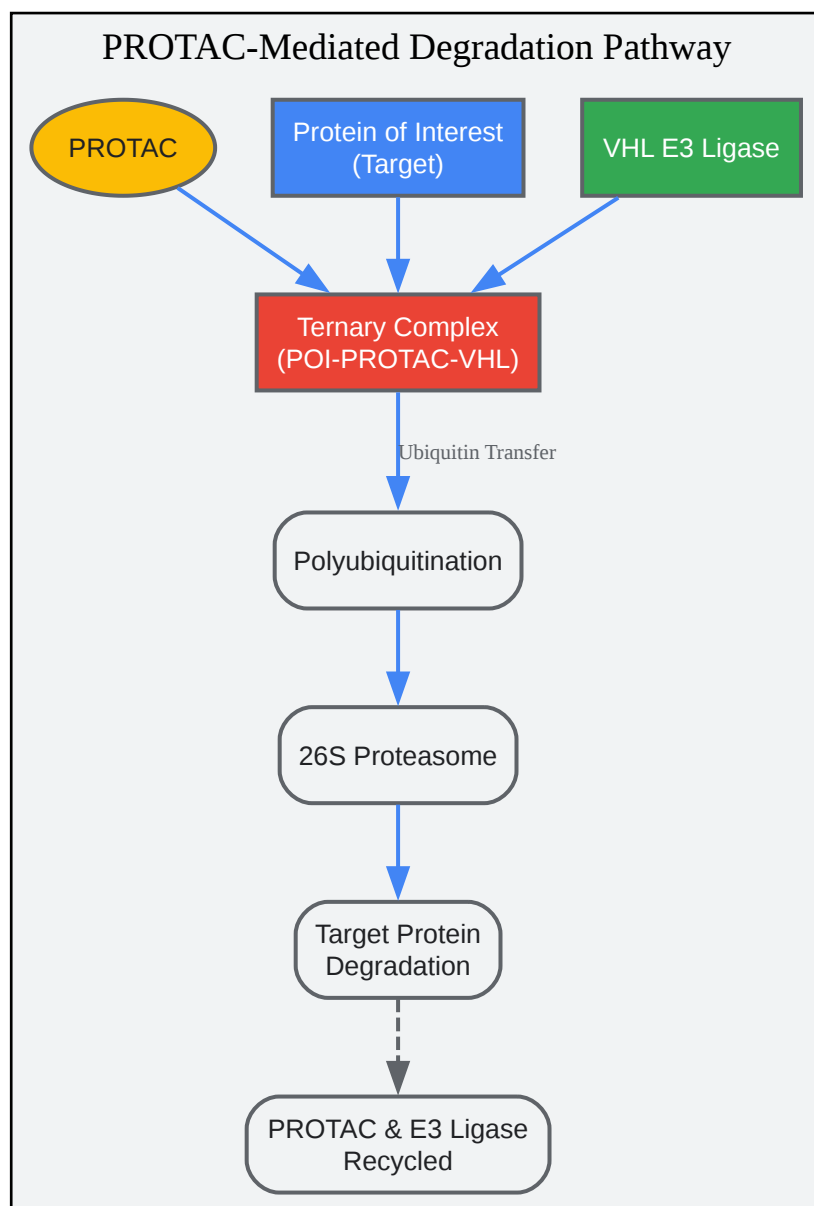 PROTAC-Mediated Degradation Pathway
PROTAC
Protein of Interest
(Target)
VHL E3 Ligase
Ternary Complex
(POI-PROTAC-VHL)
Ubiquitin Transfer
Polyubiquitination
26S Proteasome
Target Protein
Degradation
PROTAC & E3 Ligase
Recycled